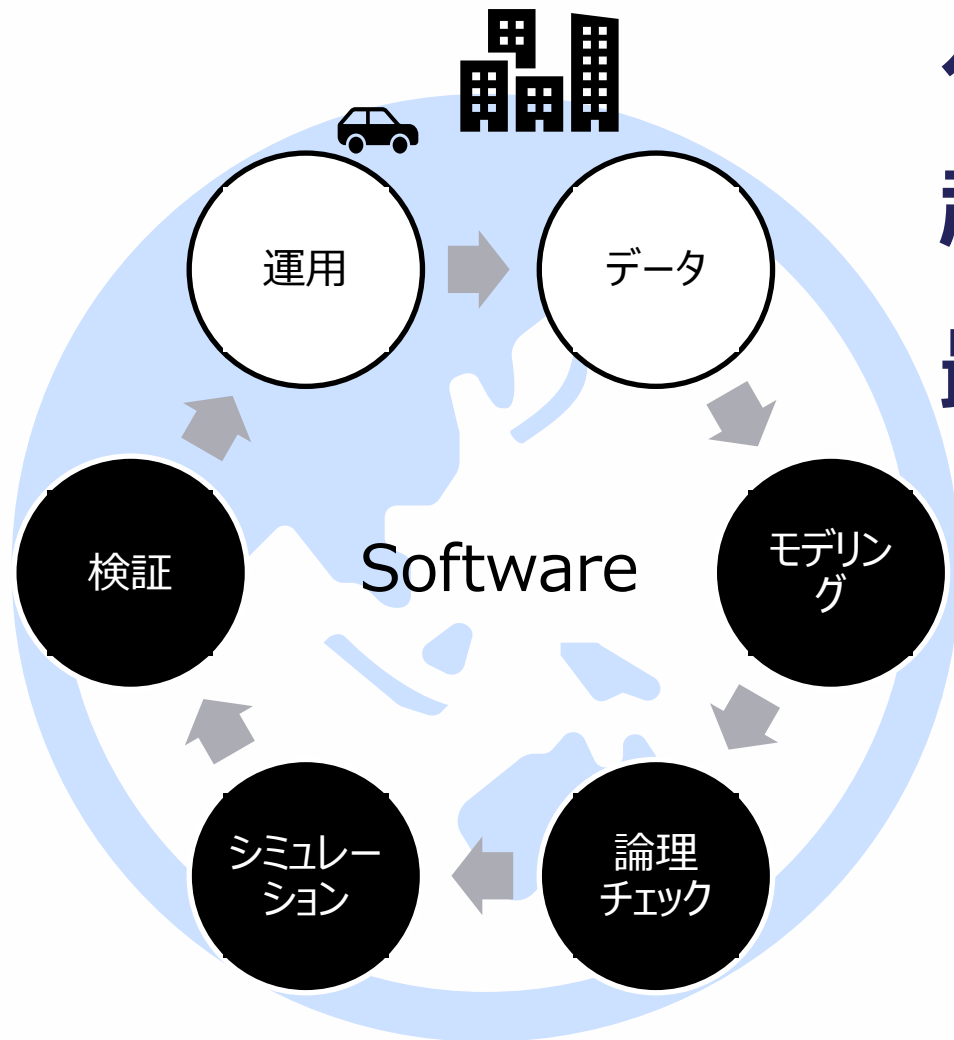 運用
データ
検証
Software
モデリン
グ
シミュレー
ション
論理
チェック